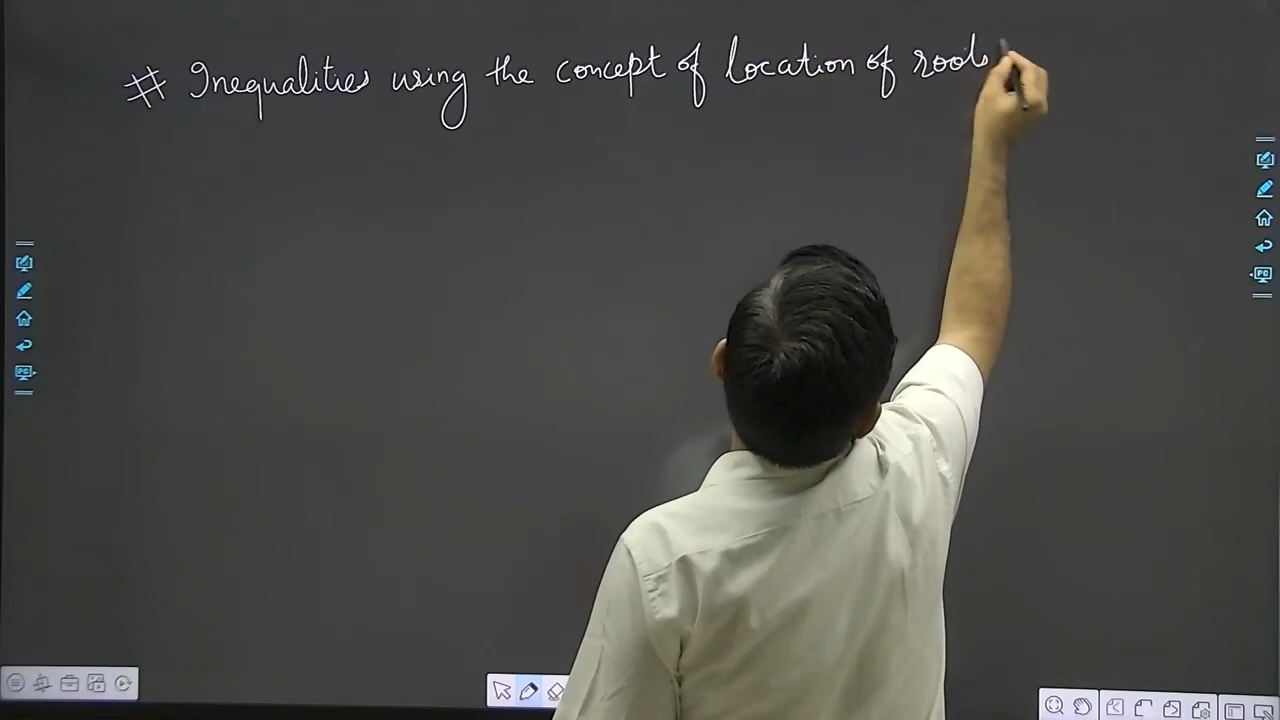 # Inequalities using the concept of location of roots